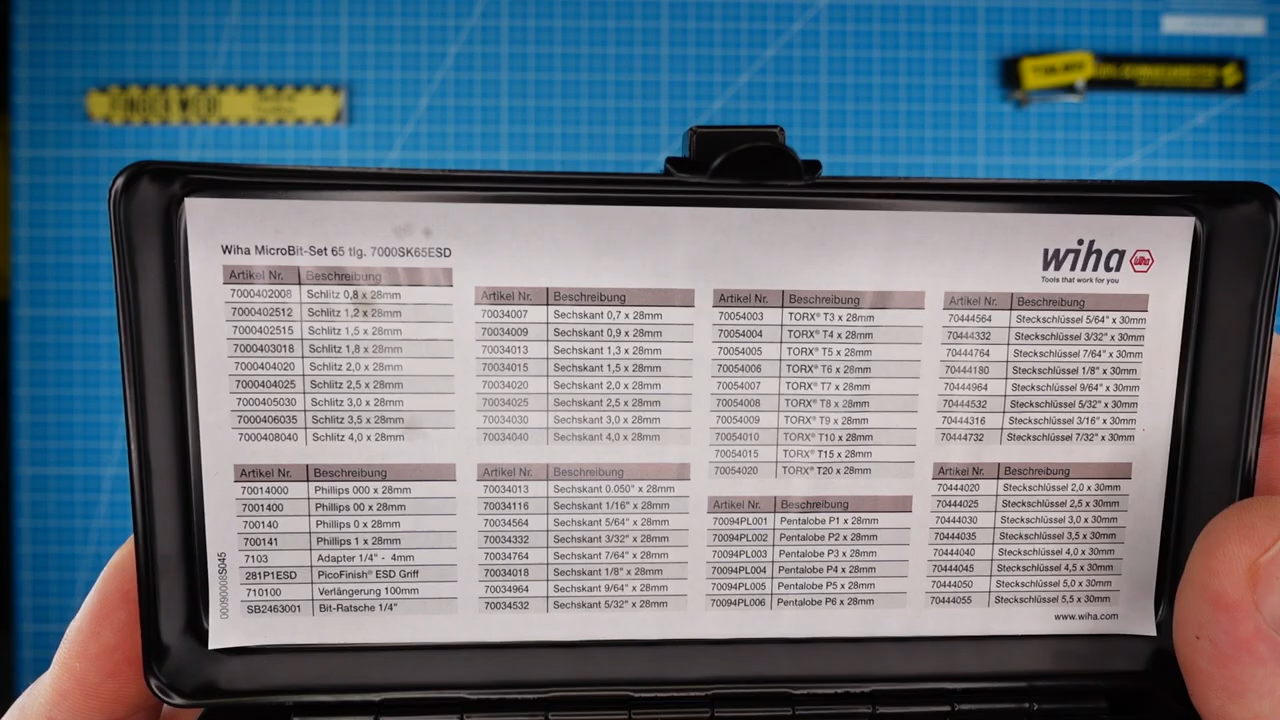 FINGER WEG!
Wiha MicroBit-Set 65 tlg. 7000SK65ESD
wiha Wiha
Tools that work for you
Artikel Nr. Beschreibung
7000402008 Schlitz 0,8 x 28mm
7000402512 Schlitz 1,2 x 28mm
7000402515 Schlitz 1,5 x 28mm
7000403018 Schlitz 1,8 x 28mm
7000404020 Schlitz 2,0 x 28mm
7000404025 Schlitz 2,5 x 28mm
7000405030 Schlitz 3,0 x 28mm
7000406035 Schlitz 3,5 x 28mm
7000408040 Schlitz 4,0 x 28mm
Artikel Nr. Beschreibung
70014000 Phillips 000 x 28mm
7001400 Phillips 00 x 28mm
700140 Phillips 0 x 28mm
700141 Phillips 1 x 28mm
7103 Adapter 1/4" - 4mm
281P1ESD PicoFinish® ESD Griff
710100 Verlängerung 100mm
SB2463001 Bit-Ratsche 1/4"
Artikel Nr. Beschreibung
70034007 Sechskant 0,7 x 28mm
70034009 Sechskant 0,9 x 28mm
70034013 Sechskant 1,3 x 28mm
70034015 Sechskant 1,5 x 28mm
70034020 Sechskant 2,0 x 28mm
70034025 Sechskant 2,5 x 28mm
70034030 Sechskant 3,0 x 28mm
70034040 Sechskant 4,0 x 28mm
Artikel Nr. Beschreibung
70034013 Sechskant 0.050" x 28mm
70034116 Sechskant 1/16" x 28mm
70034564 Sechskant 5/64" x 28mm
70034332 Sechskant 3/32" x 28mm
70034764 Sechskant 7/64" x 28mm
70034018 Sechskant 1/8" x 28mm
70034964 Sechskant 9/64" x 28mm
70034532 Sechskant 5/32" x 28mm
Artikel Nr. Beschreibung
70054003 TORX® T3 x 28mm
70054004 TORX® T4 x 28mm
70054005 TORX® T5 x 28mm
70054006 TORX® T6 x 28mm
70054007 TORX® T7 x 28mm
70054008 TORX® T8 x 28mm
70054009 TORX® T9 x 28mm
70054010 TORX® T10 x 28mm
70054015 TORX® T15 x 28mm
70054020 TORX® T20 x 28mm
Artikel Nr. Beschreibung
70094PL001 Pentalobe P1 x 28mm
70094PL002 Pentalobe P2 x 28mm
70094PL003 Pentalobe P3 x 28mm
70094PL004 Pentalobe P4 x 28mm
70094PL005 Pentalobe P5 x 28mm
70094PL006 Pentalobe P6 x 28mm
Artikel Nr. Beschreibung
70444564 Steckschlüssel 5/64" x 30mm
70444332 Steckschlüssel 3/32" x 30mm
70444764 Steckschlüssel 7/64" x 30mm
70444180 Steckschlüssel 1/8" x 30mm
70444964 Steckschlüssel 9/64" x 30mm
70444532 Steckschlüssel 5/32" x 30mm
70444316 Steckschlüssel 3/16" x 30mm
70444732 Steckschlüssel 7/32" x 30mm
Artikel Nr. Beschreibung
70444020 Steckschlüssel 2,0 x 30mm
70444025 Steckschlüssel 2,5 x 30mm
70444030 Steckschlüssel 3,0 x 30mm
70444035 Steckschlüssel 3,5 x 30mm
70444040 Steckschlüssel 4,0 x 30mm
70444045 Steckschlüssel 4,5 x 30mm
70444050 Steckschlüssel 5,0 x 30mm
70444055 Steckschlüssel 5,5 x 30mm
www.wiha.com
00090008S045